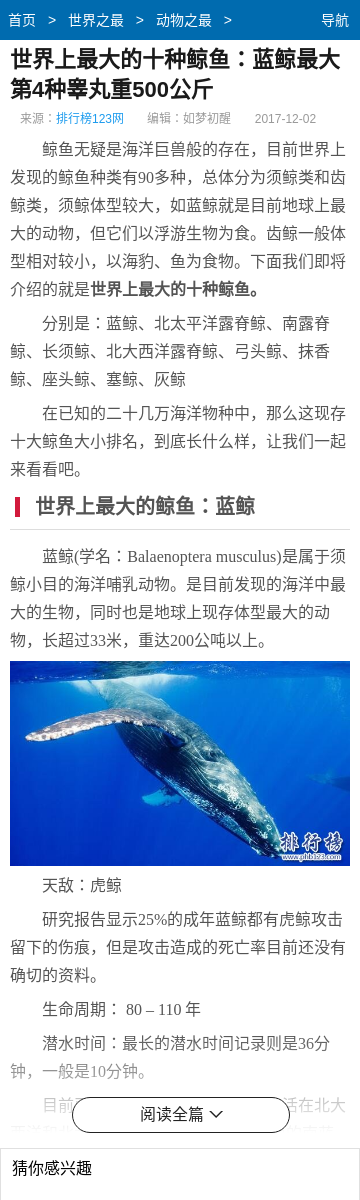 首页 > 世界之最 > 动物之最 > 导航
世界上最大的十种鲸鱼：蓝鲸最大
第4种睾丸重500公斤
来源：排行榜123网 编辑：如梦初醒 2017-12-02
鲸鱼无疑是海洋巨兽般的存在，目前世界上
发现的鲸鱼种类有90多种，总体分为须鲸类和齿
鲸类，须鲸体型较大，如蓝鲸就是目前地球上最
大的动物，但它们以浮游生物为食。齿鲸一般体
型相对较小，以海豹、鱼为食物。下面我们即将
介绍的就是世界上最大的十种鲸鱼。
分别是：蓝鲸、北太平洋露脊鲸、南露脊
鲸、长须鲸、北大西洋露脊鲸、弓头鲸、抹香
鲸、座头鲸、塞鲸、灰鲸
在已知的二十几万海洋物种中，那么这现存
十大鲸鱼大小排名，到底长什么样，让我们一起
来看看吧。
世界上最大的鲸鱼：蓝鲸
蓝鲸(学名：Balaenoptera musculus)是属于须
鲸小目的海洋哺乳动物。是目前发现的海洋中最
大的生物，同时也是地球上现存体型最大的动
物，长超过33米，重达200公吨以上。
排行榜
www.phb123.com
天敌：虎鲸
研究报告显示25%的成年蓝鲸都有虎鲸攻击
留下的伤痕，但是攻击造成的死亡率目前还没有
确切的资料。
生命周期： 80 – 110 年
潜水时间：最长的潜水时间记录则是36分
钟，一般是10分钟。
目前 活在北大
阅读全篇
猜你感兴趣